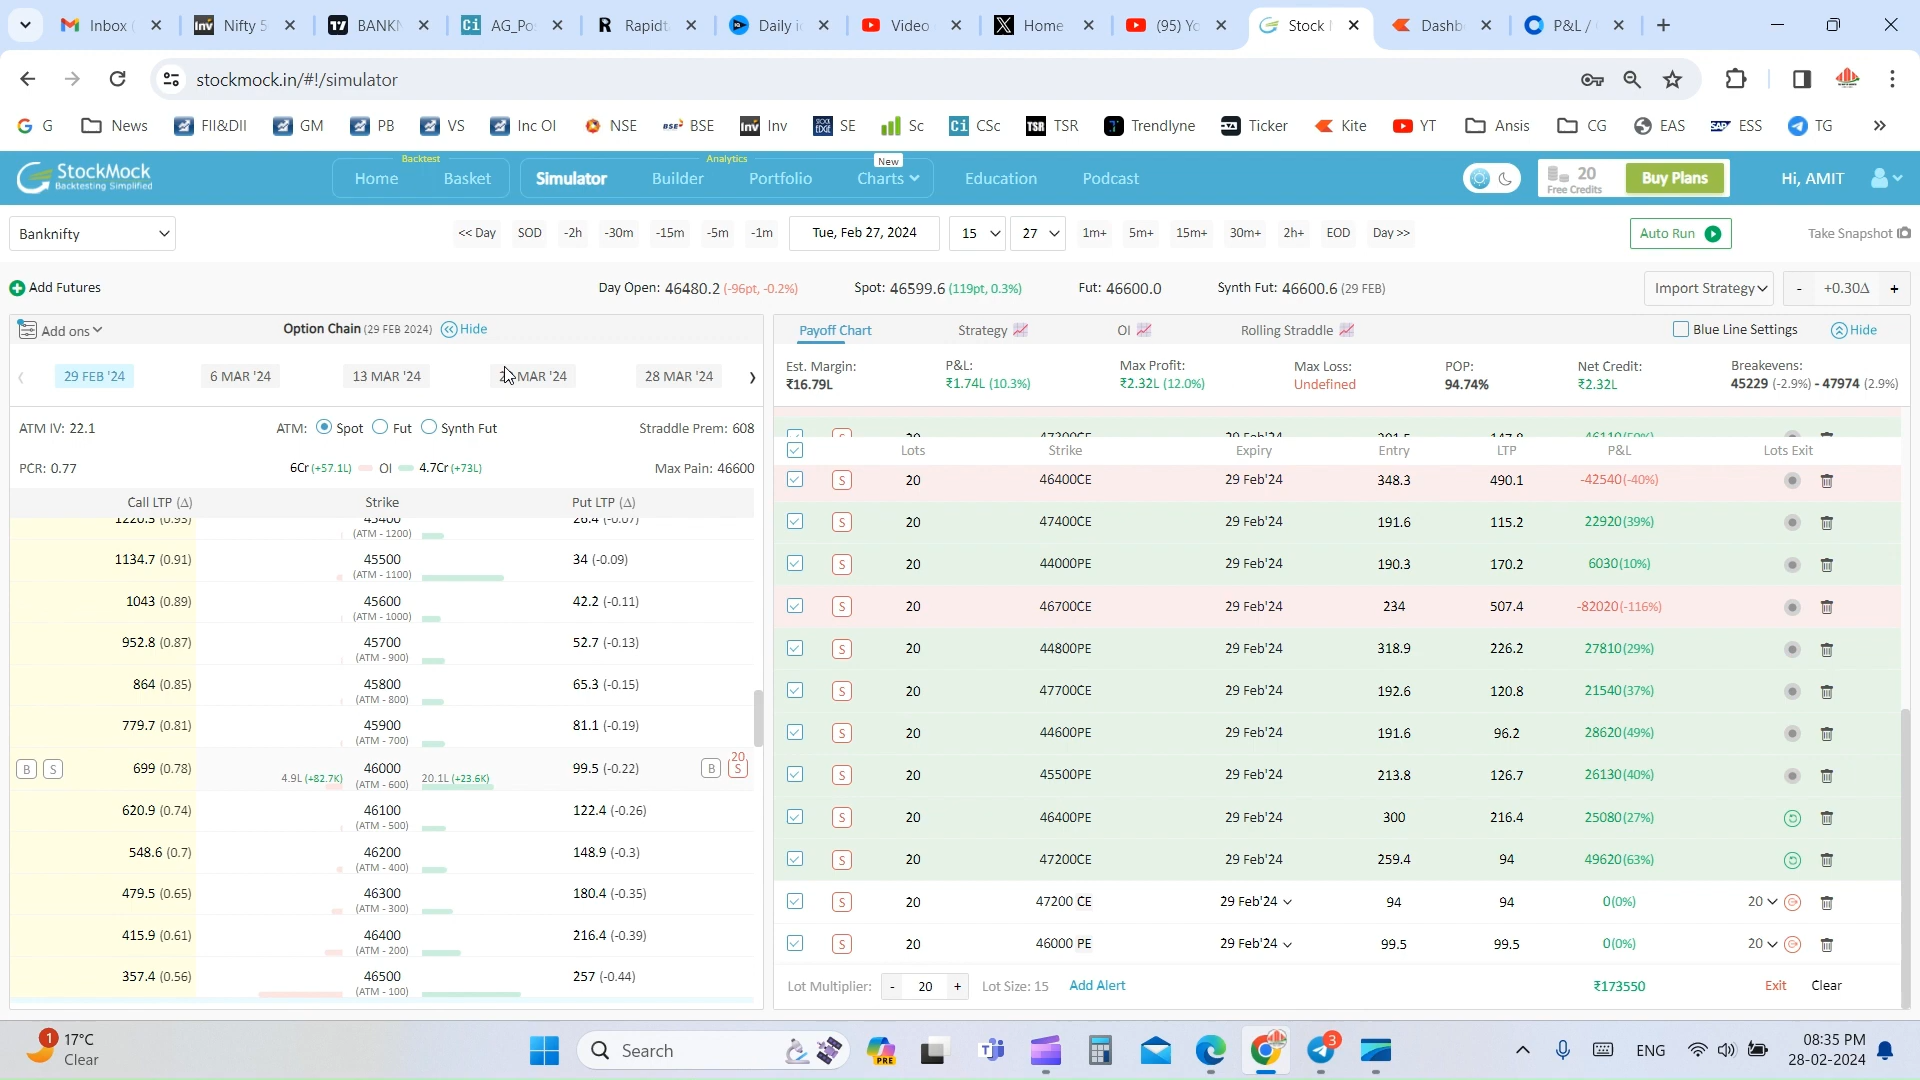 Inbox
Nifty 5
BANKN
AG_Po
Rapidt
Daily i
Video
Home
(95) Yo
Stock
Dashb
P&L /
stockmock.in/#!/simulator
G
News
FII&DII
GM
PB
VS
Inc OI
NSE
BSE
Inv
SE
Sc
CSc
TSR
Trendlyne
Ticker
Kite
YT
Ansis
CG
EAS
ESS
TG
StockMock
Backtesting Simplified
Backtest
Home
Basket
Analytics
Simulator
Builder
Portfolio
New
Charts
Education
Podcast
20
Free Credits
Buy Plans
Hi, AMIT
Banknifty
<< Day
SOD
-2h
-30m
-15m
-5m
-1m
Tue, Feb 27, 2024
15
27
1m+
5m+
15m+
30m+
2h+
EOD
Day >>
Auto Run
Take Snapshot
Add Futures
Day Open: 46480.2 (-96pt, -0.2%)
Spot: 46599.6 (119pt, 0.3%)
Fut: 46600.0
Synth Fut: 46600.6 (29 FEB)
Import Strategy
- +0.30Δ +
Add ons
Option Chain (29 FEB 2024)
Hide
29 FEB '24
6 MAR '24
13 MAR '24
MAR '24
28 MAR '24
ATM IV: 22.1
ATM: Spot Fut Synth Fut
Straddle Prem: 608
PCR: 0.77
6Cr (+57.1L) OI 4.7Cr (+73L)
Max Pain: 46600
Call LTP (Δ) Strike Put LTP (Δ)
1220.5 (0.93) 45400 26.4 (-0.07)
(ATM - 1200)
1134.7 (0.91) 45500 34 (-0.09)
(ATM - 1100)
1043 (0.89) 45600 42.2 (-0.11)
(ATM - 1000)
952.8 (0.87) 45700 52.7 (-0.13)
(ATM - 900)
864 (0.85) 45800 65.3 (-0.15)
(ATM - 800)
779.7 (0.81) 45900 81.1 (-0.19)
(ATM - 700)
B S 699 (0.78) 46000 99.5 (-0.22) B S 20
4.9L (+82.7K) (ATM - 600) 20.1L (+23.6K)
620.9 (0.74) 46100 122.4 (-0.26)
(ATM - 500)
548.6 (0.7) 46200 148.9 (-0.3)
(ATM - 400)
479.5 (0.65) 46300 180.4 (-0.35)
(ATM - 300)
415.9 (0.61) 46400 216.4 (-0.39)
(ATM - 200)
357.4 (0.56) 46500 257 (-0.44)
(ATM - 100)
Payoff Chart
Strategy
OI
Rolling Straddle
Blue Line Settings
Hide
Est. Margin: P&L: Max Profit: Max Loss: POP: Net Credit: Breakevens:
₹16.79L ₹1.74L (10.3%) ₹2.32L (12.0%) Undefined 94.74% ₹2.32L 45229 (-2.9%) - 47974 (2.9%)
Lots Strike Expiry Entry LTP P&L Lots Exit
S 20 46400CE 29 Feb'24 348.3 490.1 -42540(-40%)
S 20 47400CE 29 Feb'24 191.6 115.2 22920(39%)
S 20 44000PE 29 Feb'24 190.3 170.2 6030(10%)
S 20 46700CE 29 Feb'24 234 507.4 -82020(-116%)
S 20 44800PE 29 Feb'24 318.9 226.2 27810(29%)
S 20 47700CE 29 Feb'24 192.6 120.8 21540(37%)
S 20 44600PE 29 Feb'24 191.6 96.2 28620(49%)
S 20 45500PE 29 Feb'24 213.8 126.7 26130(40%)
S 20 46400PE 29 Feb'24 300 216.4 25080(27%)
S 20 47200CE 29 Feb'24 259.4 94 49620(63%)
S 20 47200 CE 29 Feb'24 94 94 0(0%) 20
S 20 46000 PE 29 Feb'24 99.5 99.5 0(0%) 20
Lot Multiplier: - 20 + Lot Size: 15 Add Alert ₹173550 Exit Clear
1
17°C
Clear
Search
PRE
3
ENG
08:35 PM
28-02-2024